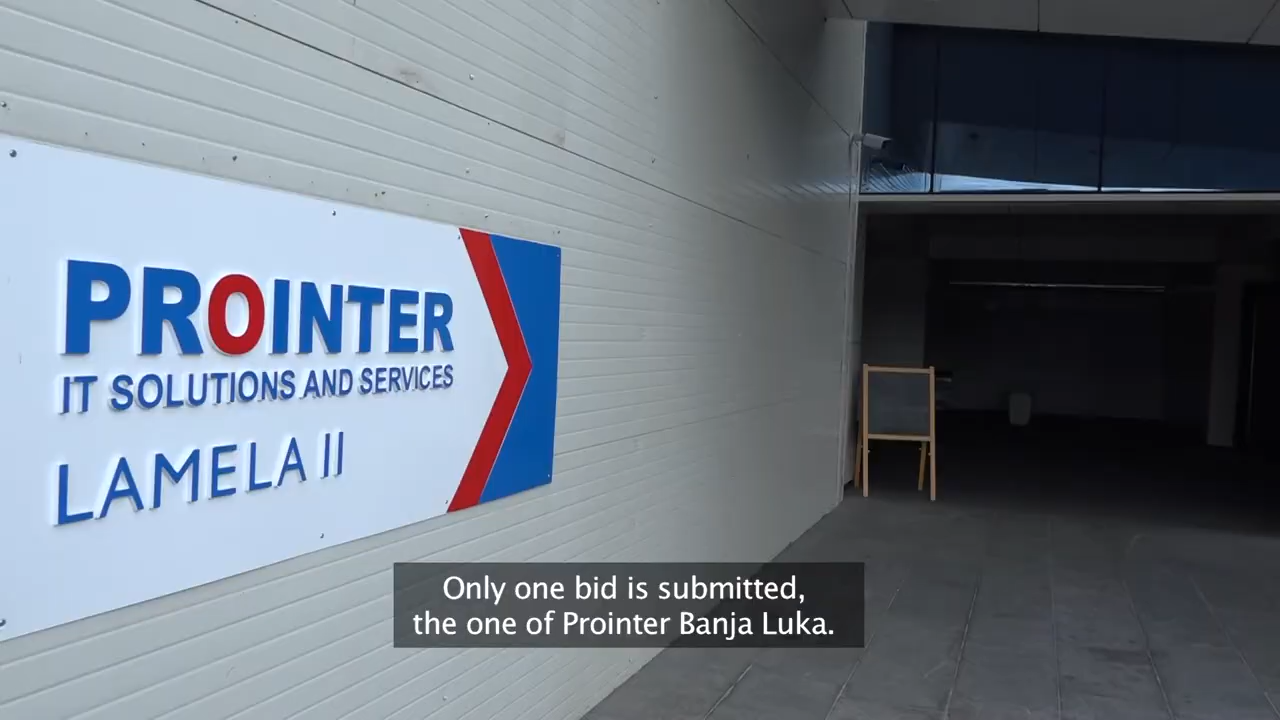 PROINTER
IT SOLUTIONS AND SERVICES
LAMELA II
Only one bid is submitted,
the one of Prointer Banja Luka.